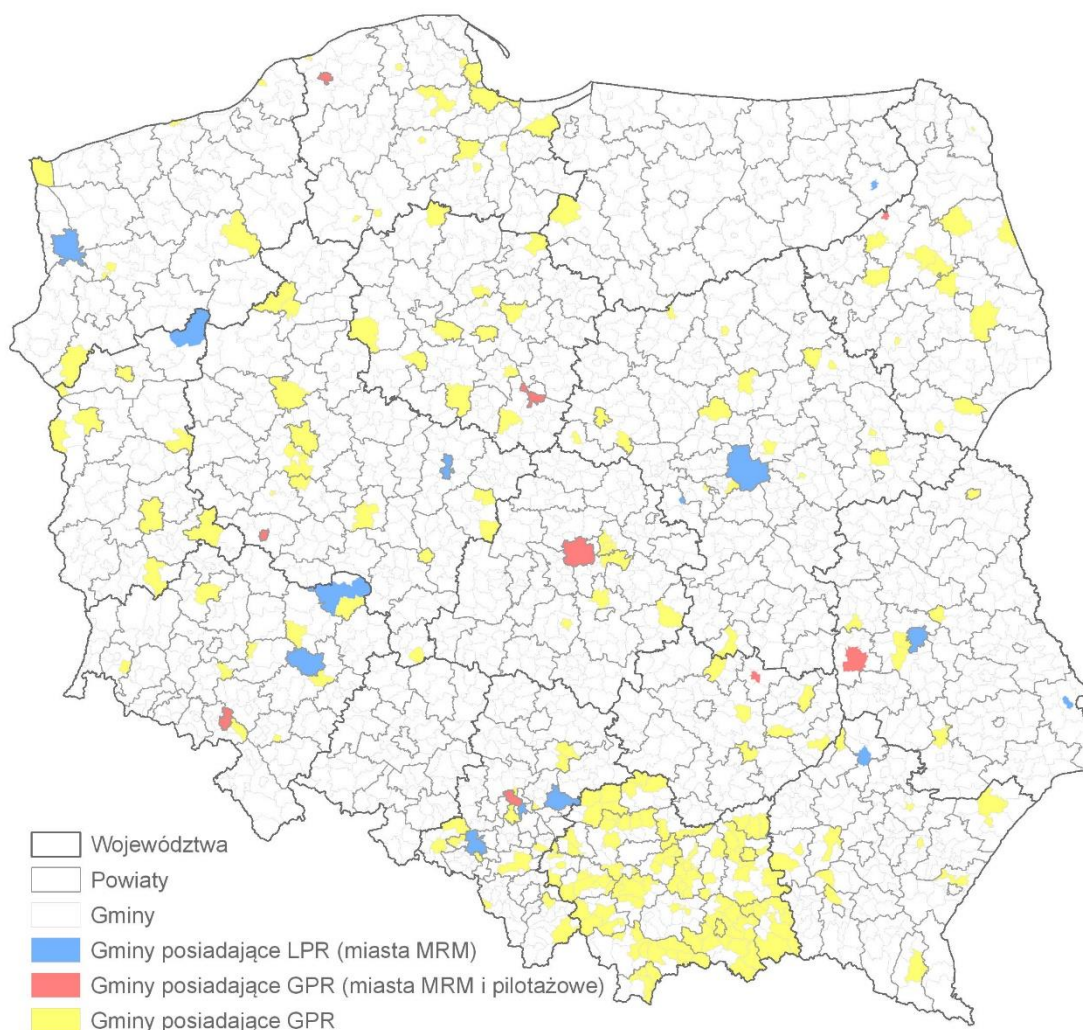 Województwa
Powiaty
Gminy
Gminy posiadające LPR (miasta MRM)
Gminy posiadające GPR (miasta MRM i pilotażowe)
Gminy posiadające GPR